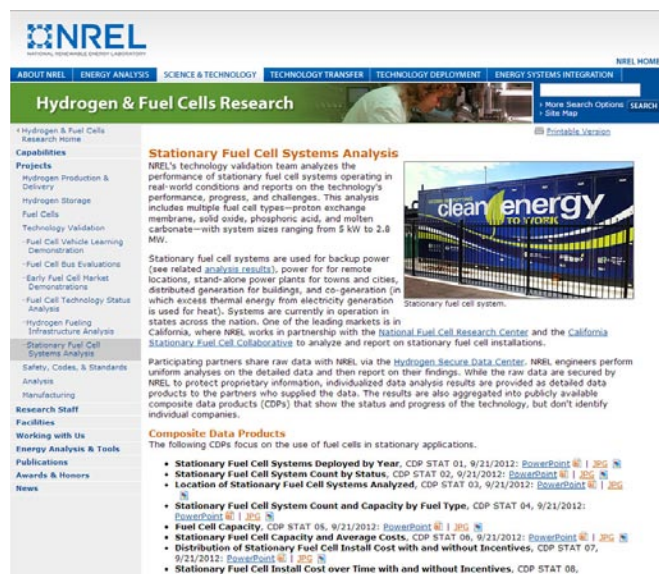 NREL
NATIONAL RENEWABLE ENERGY LABORATORY
NREL HOME
ABOUT NREL ENERGY ANALYSIS SCIENCE & TECHNOLOGY TECHNOLOGY TRANSFER TECHNOLOGY DEPLOYMENT ENERGY SYSTEMS INTEGRATION
Hydrogen & Fuel Cells Research
More Search Options SEARCH
Site Map
Printable Version
Hydrogen & Fuel Cells
Research Home
Capabilities
Projects
Hydrogen Production &
Delivery
Hydrogen Storage
Fuel Cells
Technology Validation
-Fuel Cell Vehicle Learning
Demonstration
-Fuel Cell Bus Evaluations
-Early Fuel Cell Market
Demonstrations
-Fuel Cell Technology Status
Analysis
-Hydrogen Fueling
Infrastructure Analysis
-Stationary Fuel Cell
Systems Analysis
Safety, Codes, & Standards
Analysis
Manufacturing
Research Staff
Facilities
Working with Us
Energy Analysis & Tools
Publications
Awards & Honors
News
Stationary Fuel Cell Systems Analysis
NREL's technology validation team analyzes the
performance of stationary fuel cell systems operating in
real-world conditions and reports on the technology's
performance, progress, and challenges. This analysis
includes multiple fuel cell types—proton exchange
membrane, solid oxide, phosphoric acid, and molten
carbonate—with system sizes ranging from 5 kW to 2.8
MW.
Stationary fuel cell systems are used for backup power
(see related analysis results), power for for remote
locations, stand-alone power plants for towns and cities,
distributed generation for buildings, and co-generation (in
which excess thermal energy from electricity generation
is used for heat). Systems are currently in operation in
states across the nation. One of the leading markets is in
California, where NREL works in partnership with the National Fuel Cell Research Center and the California
Stationary Fuel Cell Collaborative to analyze and report on stationary fuel cell installations.
clean energy
TO WORK
Stationary fuel cell system.
Participating partners share raw data with NREL via the Hydrogen Secure Data Center. NREL engineers perform
uniform analyses on the detailed data and then report on their findings. While the raw data are secured by
NREL to protect proprietary information, individualized data analysis results are provided as detailed data
products to the partners who supplied the data. The results are also aggregated into publicly available
composite data products (CDPs) that show the status and progress of the technology, but don't identify
individual companies.
Composite Data Products
The following CDPs focus on the use of fuel cells in stationary applications.
• Stationary Fuel Cell Systems Deployed by Year, CDP STAT 01, 9/21/2012: PowerPoint | JPG
• Stationary Fuel Cell System Count by Status, CDP STAT 02, 9/21/2012: PowerPoint | JPG
• Location of Stationary Fuel Cell Systems Analyzed, CDP STAT 03, 9/21/2012: PowerPoint | JPG
• Stationary Fuel Cell System Count and Capacity by Fuel Type, CDP STAT 04, 9/21/2012:
PowerPoint | JPG
• Fuel Cell Capacity, CDP STAT 05, 9/21/2012: PowerPoint | JPG
• Stationary Fuel Cell Capacity and Average Costs, CDP STAT 06, 9/21/2012: PowerPoint | JPG
• Distribution of Stationary Fuel Cell Install Cost with and without Incentives, CDP STAT 07,
9/21/2012: PowerPoint | JPG
• Stationary Fuel Cell Install Cost over Time with and without Incentives, CDP STAT 08,